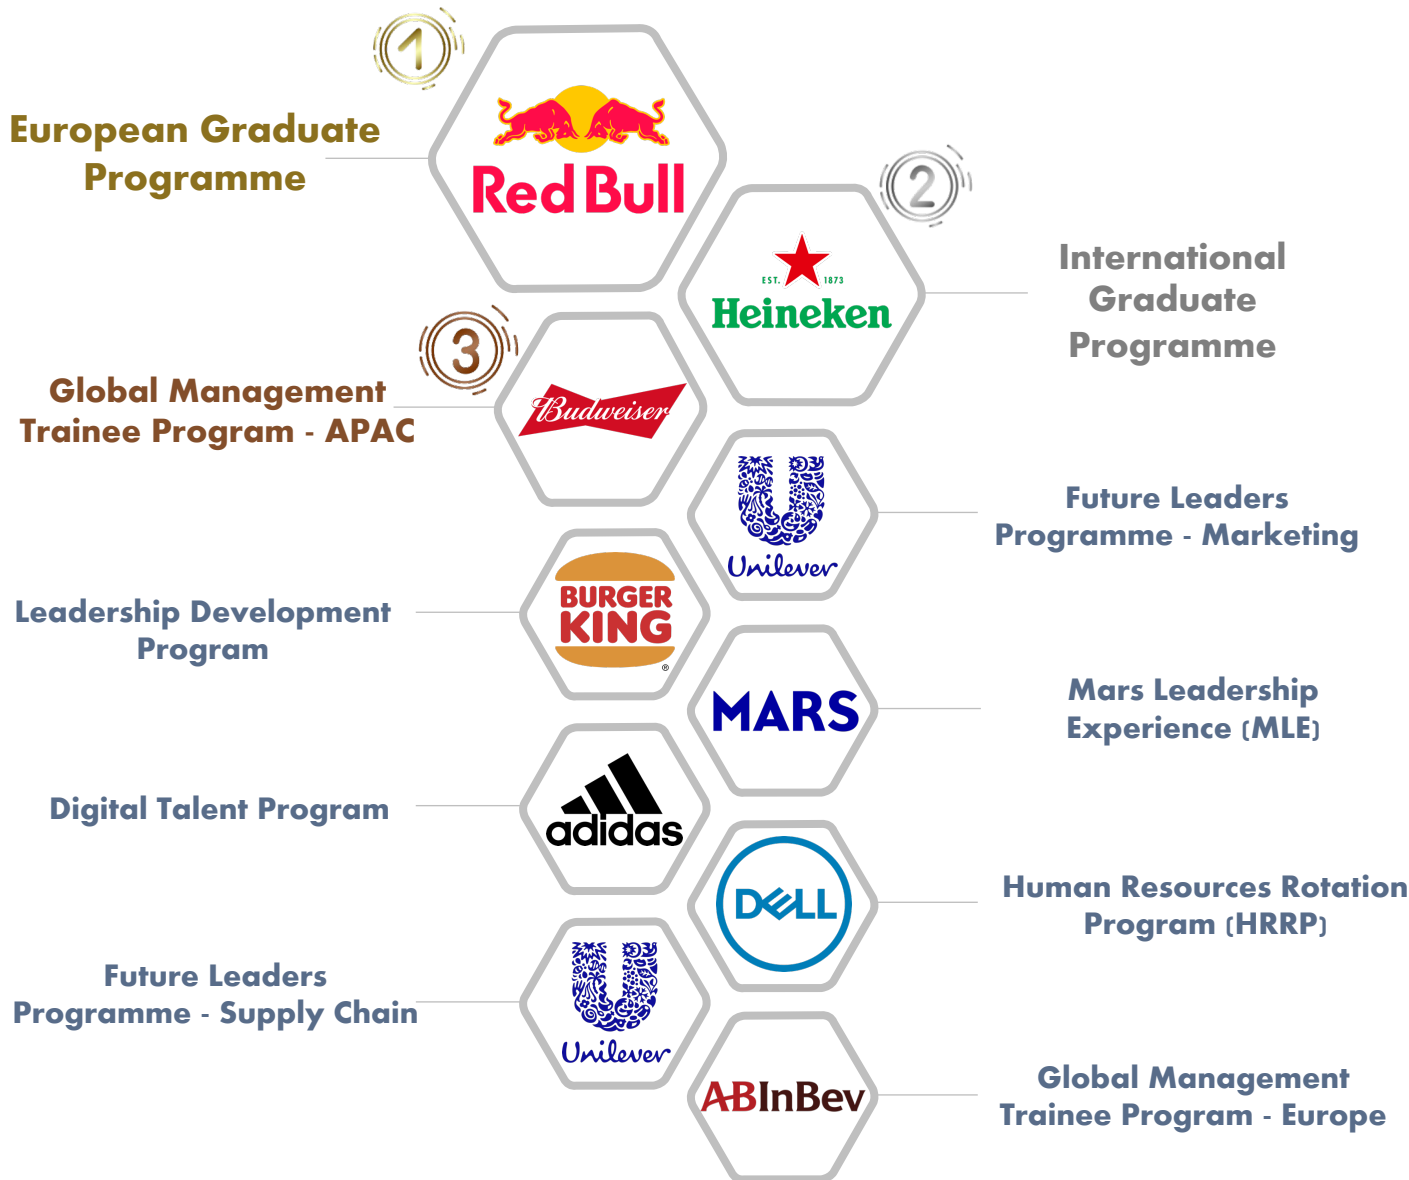 1
European Graduate
Programme
Red Bull
2
EST. 1873
Heineken
International
Graduate
Programme
3
Global Management
Trainee Program - APAC
Budweiser
Unilever
Future Leaders
Programme - Marketing
Leadership Development
Program
BURGER
KING
®
MARS
Mars Leadership
Experience (MLE)
Digital Talent Program
adidas
DELL
Human Resources Rotation
Program (HRRP)
Future Leaders
Programme - Supply Chain
Unilever
ABInBev
Global Management
Trainee Program - Europe